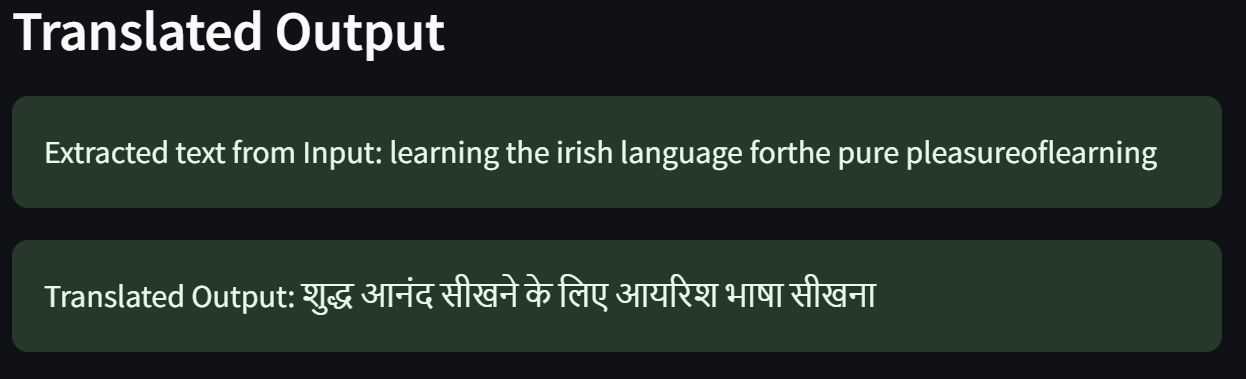 Translated Output
Extracted text from Input: learning the irish language forthe pure pleasureoflearning
Translated Output: शुद्ध आनंद सीखने के लिए आयरिश भाषा सीखना